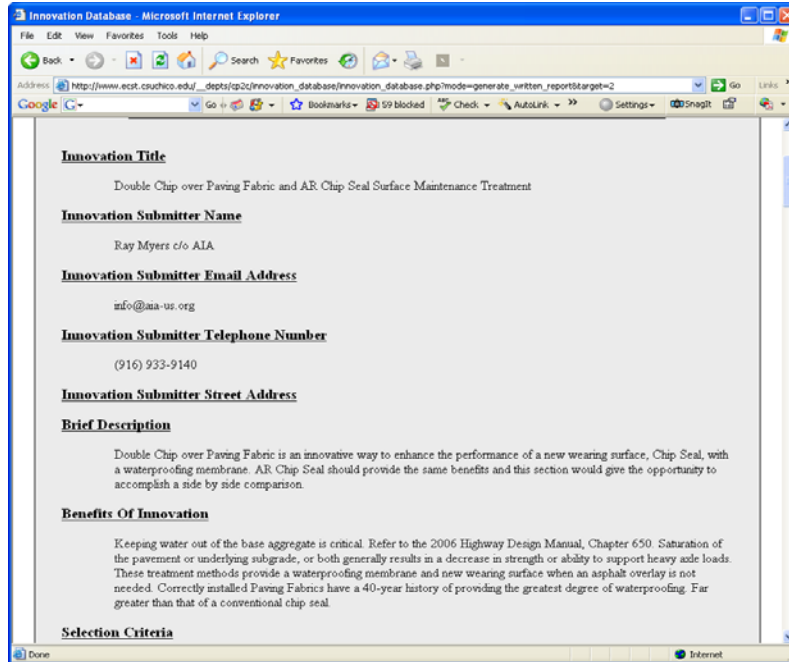 Innovation Database - Microsoft Internet Explorer
File Edit View Favorites Tools Help
Back Search Favorites
Address http://www.ecst.csuchico.edu/__depts/cp2c/innovation_database/innovation_database.php?mode=generate_written_report&target=2 Go Links »
Google G Go Bookmarks 59 blocked Check AutoLink » Settings SnagIt
Innovation Title
Double Chip over Paving Fabric and AR Chip Seal Surface Maintenance Treatment
Innovation Submitter Name
Ray Myers c/o AIA
Innovation Submitter Email Address
info@aia-us.org
Innovation Submitter Telephone Number
(916) 933-9140
Innovation Submitter Street Address
Brief Description
Double Chip over Paving Fabric is an innovative way to enhance the performance of a new wearing surface, Chip Seal, with
a waterproofing membrane. AR Chip Seal should provide the same benefits and this section would give the opportunity to
accomplish a side by side comparison.
Benefits Of Innovation
Keeping water out of the base aggregate is critical. Refer to the 2006 Highway Design Manual, Chapter 650. Saturation of
the pavement or underlying subgrade, or both generally results in a decrease in strength or ability to support heavy axle loads.
These treatment methods provide a waterproofing membrane and new wearing surface when an asphalt overlay is not
needed. Correctly installed Paving Fabrics have a 40-year history of providing the greatest degree of waterproofing. Far
greater than that of a conventional chip seal.
Selection Criteria
Done Internet